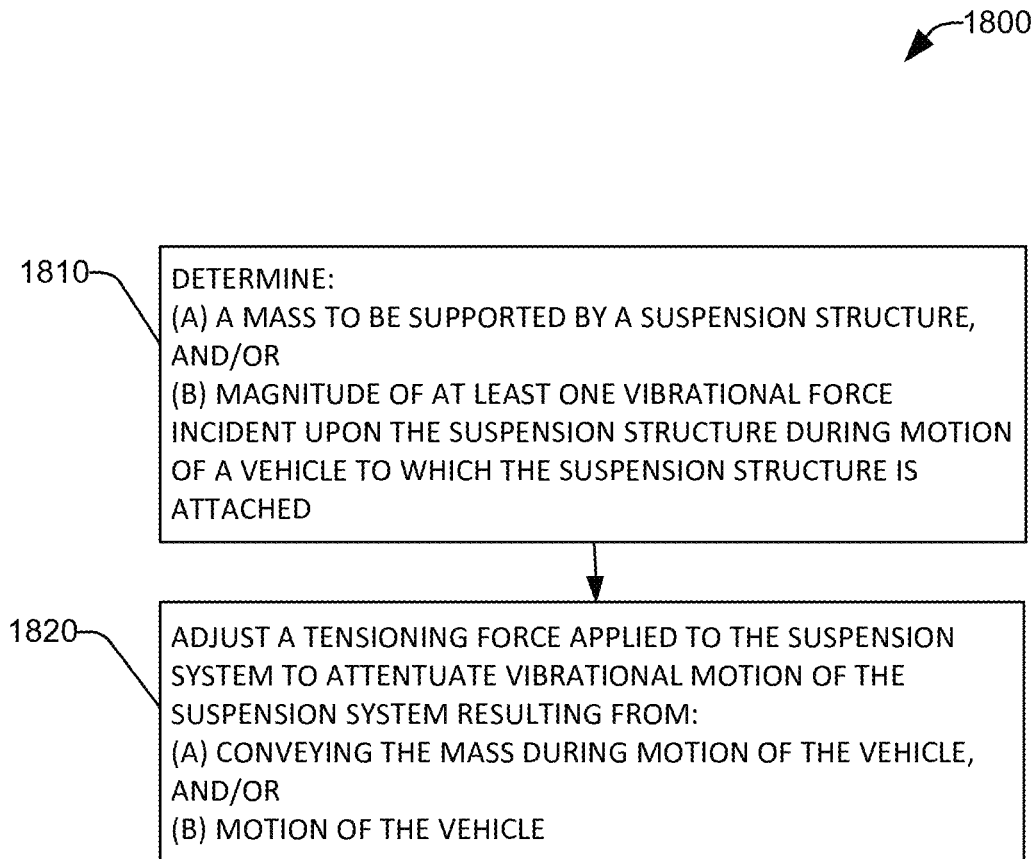 1800
1810
DETERMINE:
(A) A MASS TO BE SUPPORTED BY A SUSPENSION STRUCTURE,
AND/OR
(B) MAGNITUDE OF AT LEAST ONE VIBRATIONAL FORCE
INCIDENT UPON THE SUSPENSION STRUCTURE DURING MOTION
OF A VEHICLE TO WHICH THE SUSPENSION STRUCTURE IS
ATTACHED
1820
ADJUST A TENSIONING FORCE APPLIED TO THE SUSPENSION
SYSTEM TO ATTENTUATE VIBRATIONAL MOTION OF THE
SUSPENSION SYSTEM RESULTING FROM:
(A) CONVEYING THE MASS DURING MOTION OF THE VEHICLE,
AND/OR
(B) MOTION OF THE VEHICLE